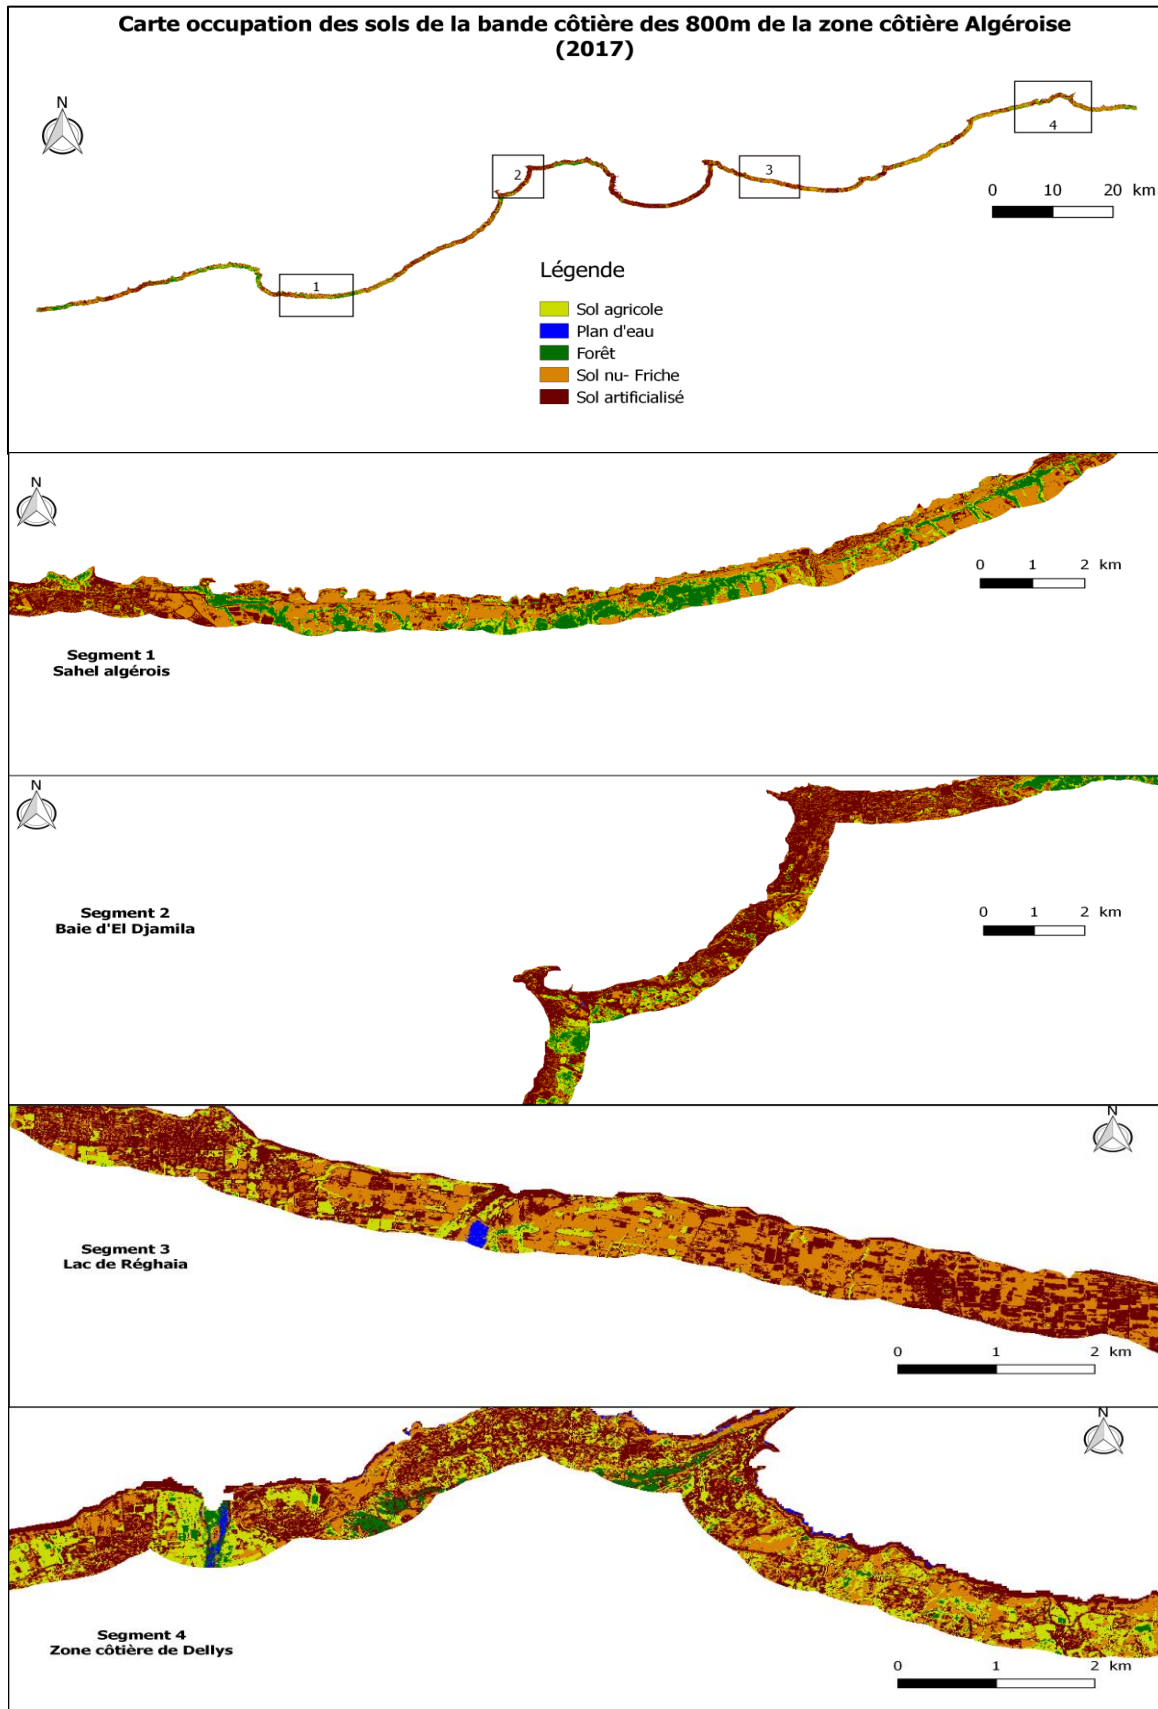 Carte occupation des sols de la bande côtière des 800m de la zone côtière Algéroise
(2017)
N
4
2
3
0 10 20 km
1
Légende
Sol agricole
Plan d'eau
Forêt
Sol nu- Friche
Sol artificialisé
N
0 1 2 km
Segment 1
Sahel algérois
N
Segment 2
Baie d'El Djamila
0 1 2 km
N
Segment 3
Lac de Réghaia
0 1 2 km
N
Segment 4
Zone côtière de Dellys
0 1 2 km